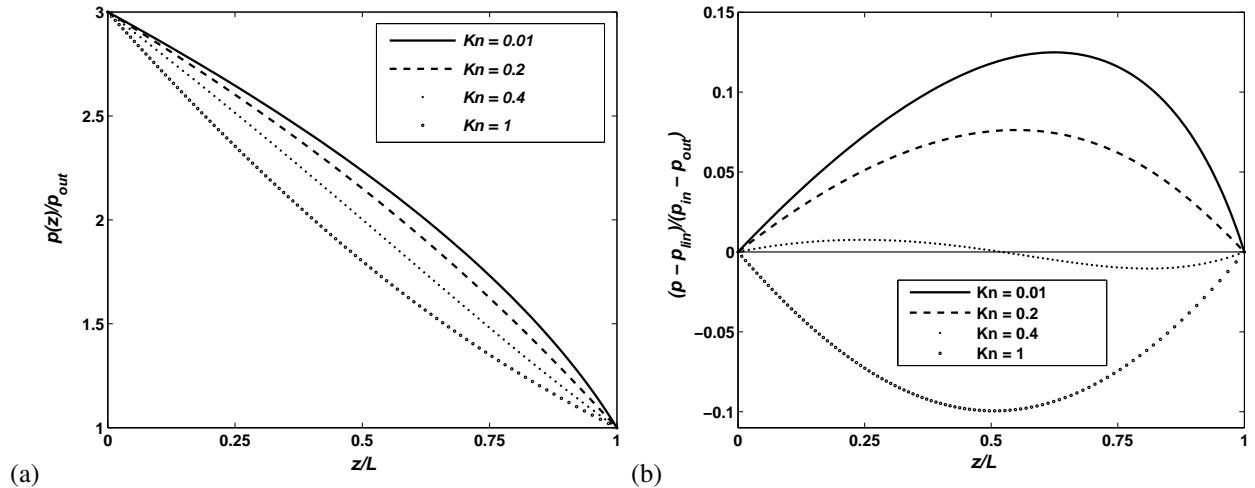 3
2.5
2
1.5
1
0
0.25
0.5
0.75
1
z/L
p(z)/p_out
Kn = 0.01
Kn = 0.2
Kn = 0.4
Kn = 1
(a)
0.15
0.1
0.05
0
−0.05
−0.1
0
0.25
0.5
0.75
1
z/L
(p − p_lin)/(p_in − p_out)
Kn = 0.01
Kn = 0.2
Kn = 0.4
Kn = 1
(b)